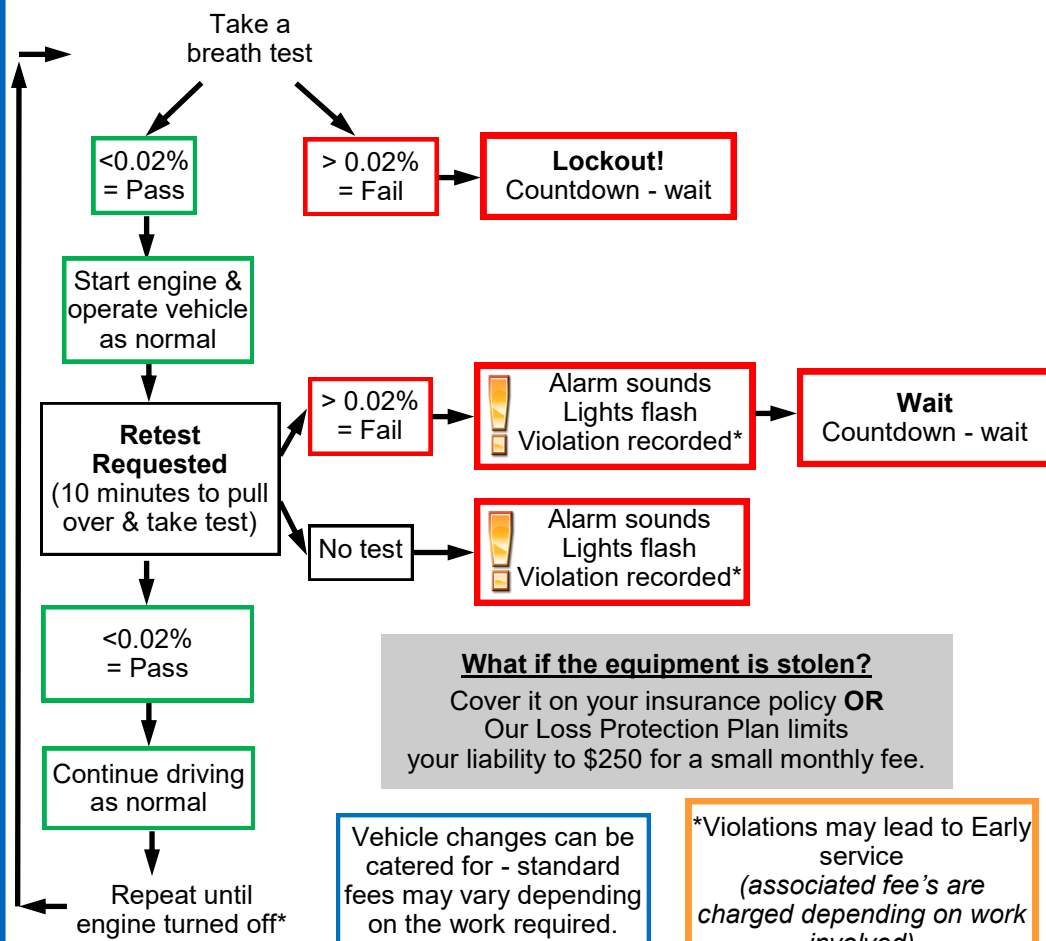 Take a
breath test
<0.02%
= Pass
> 0.02%
= Fail
Lockout!
Countdown - wait
Start engine &
operate vehicle
as normal
Retest
Requested
(10 minutes to pull
over & take test)
> 0.02%
= Fail
Alarm sounds
Lights flash
Violation recorded*
Wait
Countdown - wait
No test
Alarm sounds
Lights flash
Violation recorded*
<0.02%
= Pass
Continue driving
as normal
Repeat until
engine turned off*
What if the equipment is stolen?
Cover it on your insurance policy OR
Our Loss Protection Plan limits
your liability to $250 for a small monthly fee.
Vehicle changes can be
catered for - standard
fees may vary depending
on the work required.
*Violations may lead to Early
service
(associated fee's are
charged depending on work
involved)